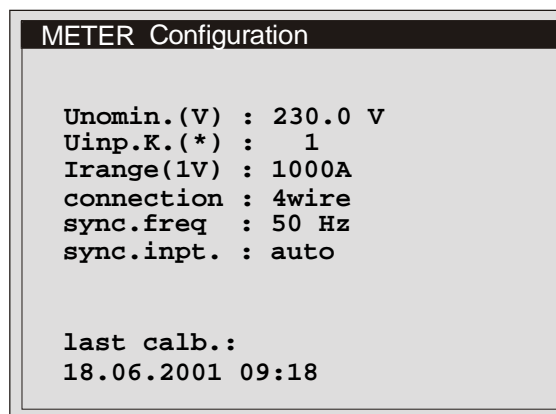 METER Configuration
Unomin.(V) : 230.0 V
Uinp.K.(*) : 1
Irange(1V) : 1000A
connection : 4wire
sync.freq : 50 Hz
sync.inpt. : auto
last calb.:
18.06.2001 09:18